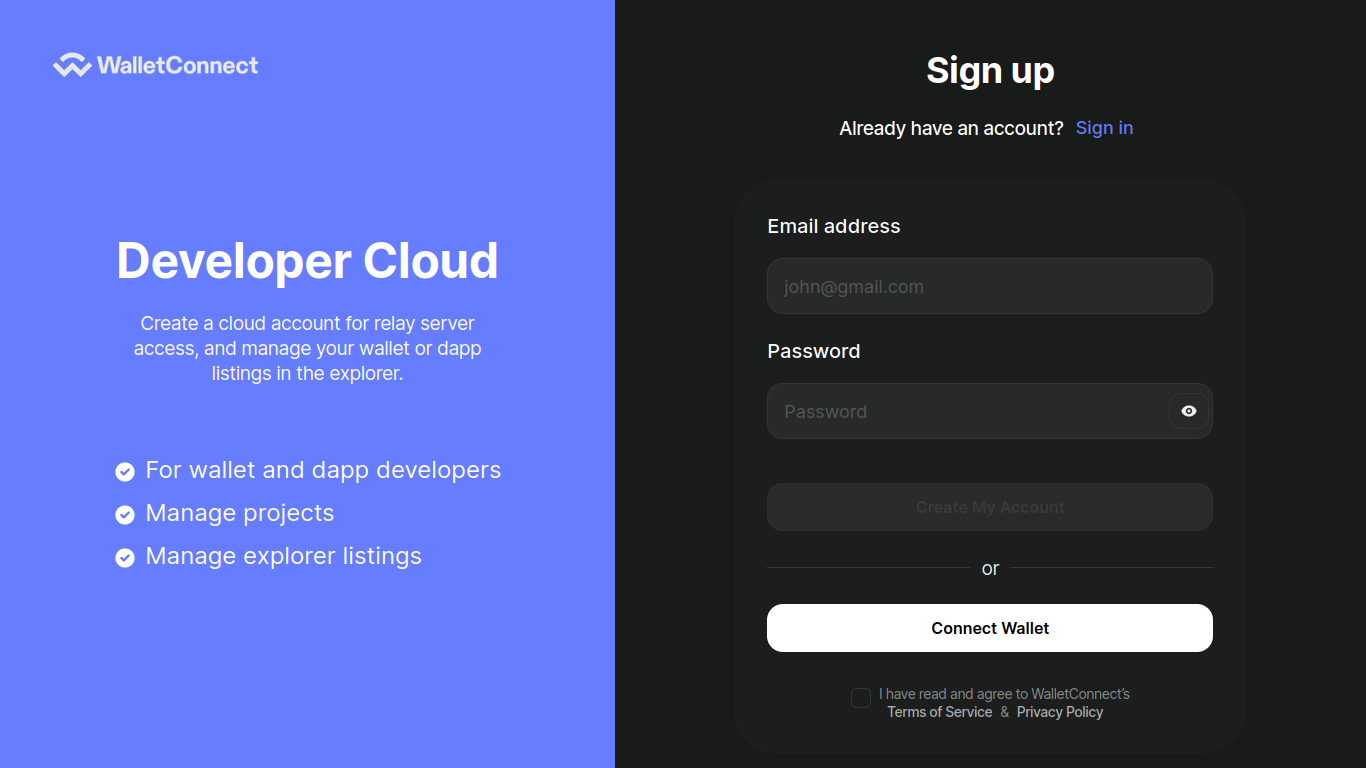 WalletConnect
Developer Cloud
Create a cloud account for relay server
access, and manage your wallet or dapp
listings in the explorer.
For wallet and dapp developers
Manage projects
Manage explorer listings
Sign up
Already have an account? Sign in
Email address
john@gmail.com
Password
Password
Create My Account
or
Connect Wallet
I have read and agree to WalletConnect's
Terms of Service & Privacy Policy